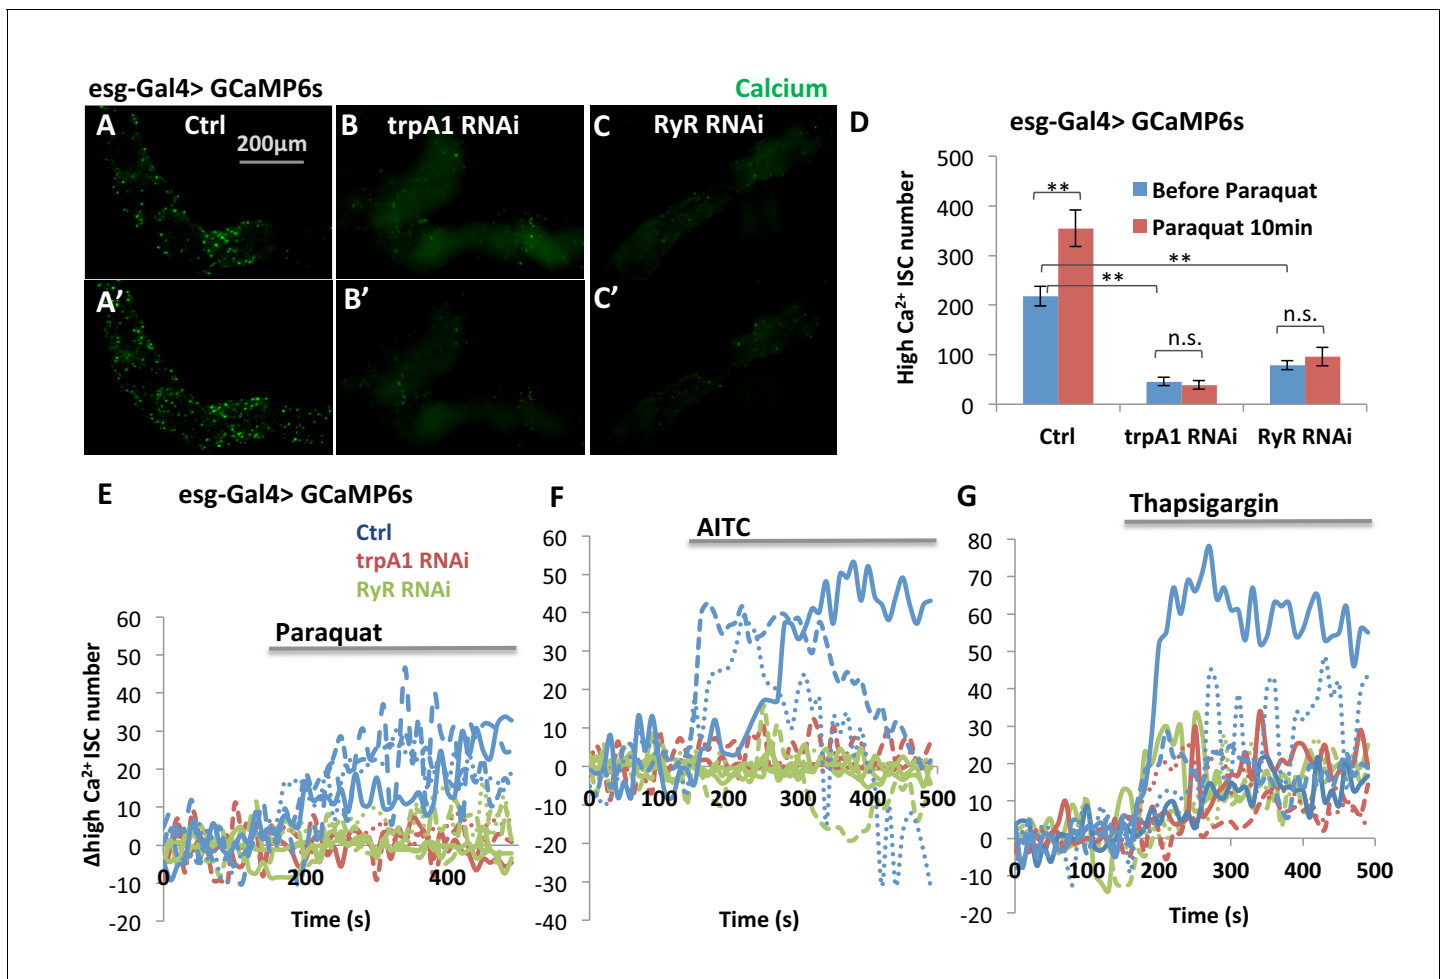 esg-Gal4> GCaMP6s
Calcium
A
Ctrl
200µm
B
trpA1 RNAi
C
RyR RNAi
A’
B’
C’
D
esg-Gal4> GCaMP6s
High Ca²⁺ ISC number
500
400
300
200
100
0
Before Paraquat
Paraquat 10min
**
**
**
n.s.
n.s.
Ctrl
trpA1 RNAi
RyR RNAi
E
esg-Gal4> GCaMP6s
Ctrl
trpA1 RNAi
RyR RNAi
Paraquat
Δhigh Ca²⁺ ISC number
60
50
40
30
20
10
0
-10
-20
0
200
400
Time (s)
F
AITC
60
50
40
30
20
10
0
-10
-20
-30
-40
0
100
200
300
400
500
Time (s)
G
Thapsigargin
80
70
60
50
40
30
20
10
0
-10
-20
0
100
200
300
400
500
Time (s)